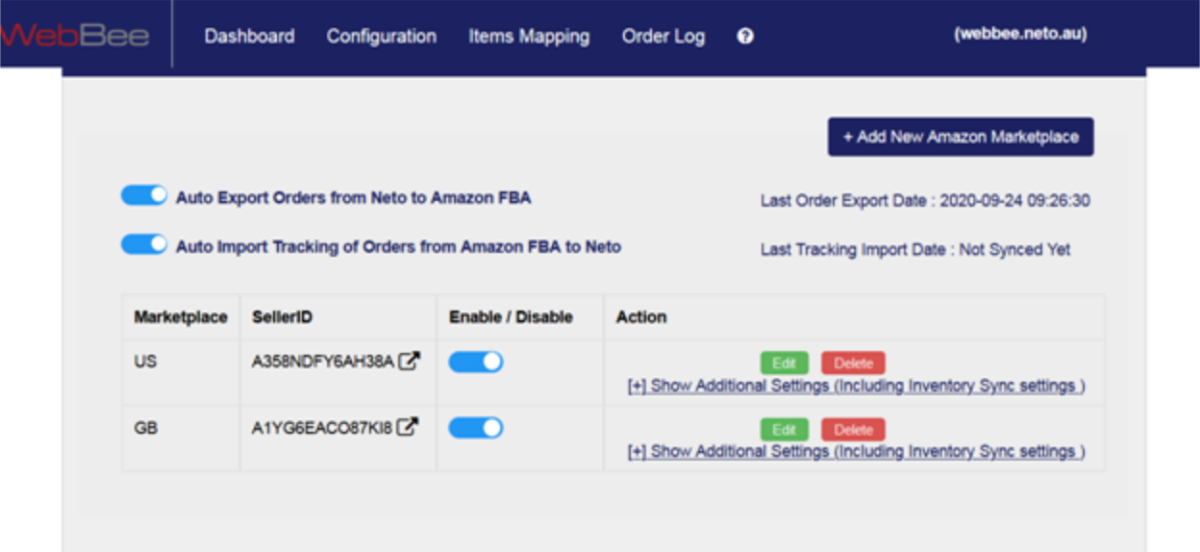 WebBee Dashboard Configuration Items Mapping Order Log ? (webbee.neto.au)
+ Add New Amazon Marketplace
Auto Export Orders from Neto to Amazon FBA Last Order Export Date : 2020-09-24 09:26:30
Auto Import Tracking of Orders from Amazon FBA to Neto Last Tracking Import Date : Not Synced Yet
Marketplace SellerID Enable / Disable Action
US A358NDFY6AH38A Edit Delete
[+] Show Additional Settings (Including Inventory Sync settings )
GB A1YG6EACO87KI8 Edit Delete
[+] Show Additional Settings (Including Inventory Sync settings )